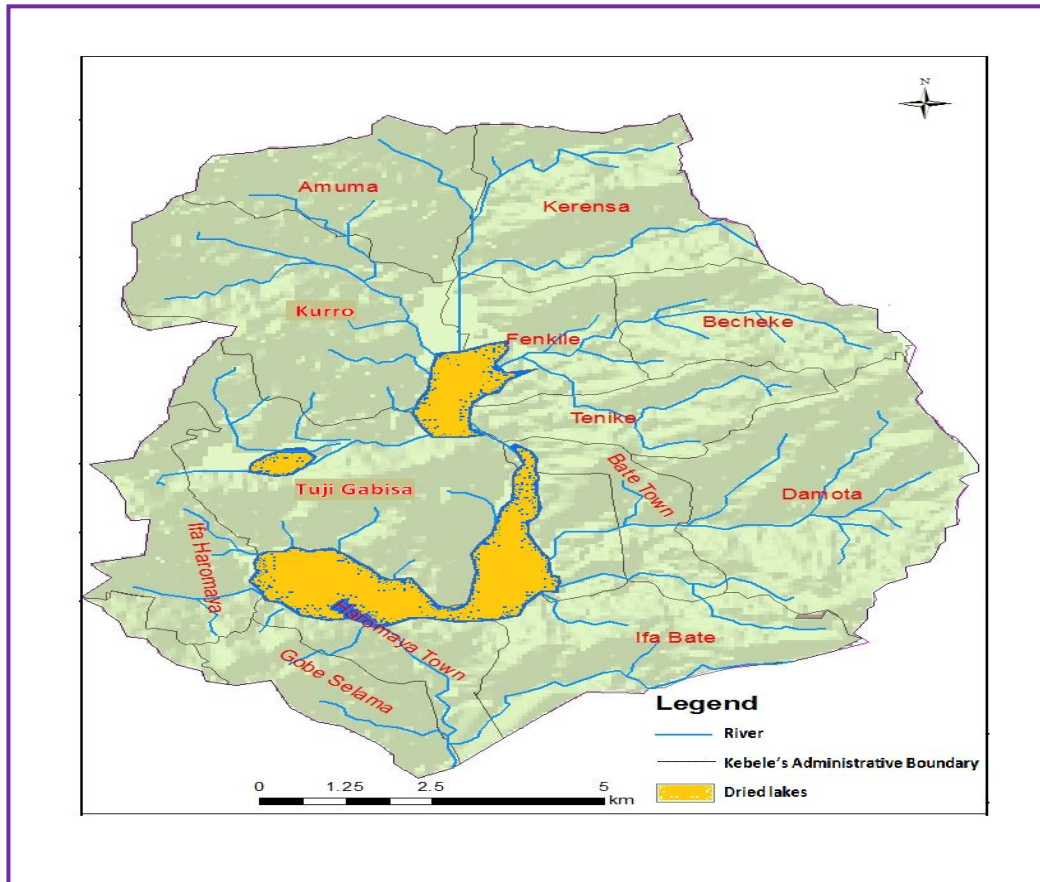 N
Amuma
Kerensa
Kurro
Fenkile
Becheke
Tenike
Bate Town
Tuji Gabisa
Damota
Ifa Haromaya
Haromaya Town
Ifa Bate
Gobe Selama
Legend
River
Kebele's Administrative Boundary
Dried lakes
0 1.25 2.5 5
km